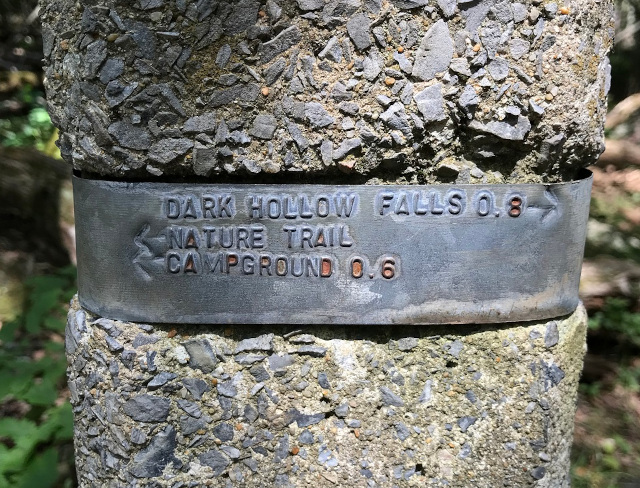 DARK HOLLOW FALLS 0.8 →
← NATURE TRAIL
← CAMPGROUND 0.6